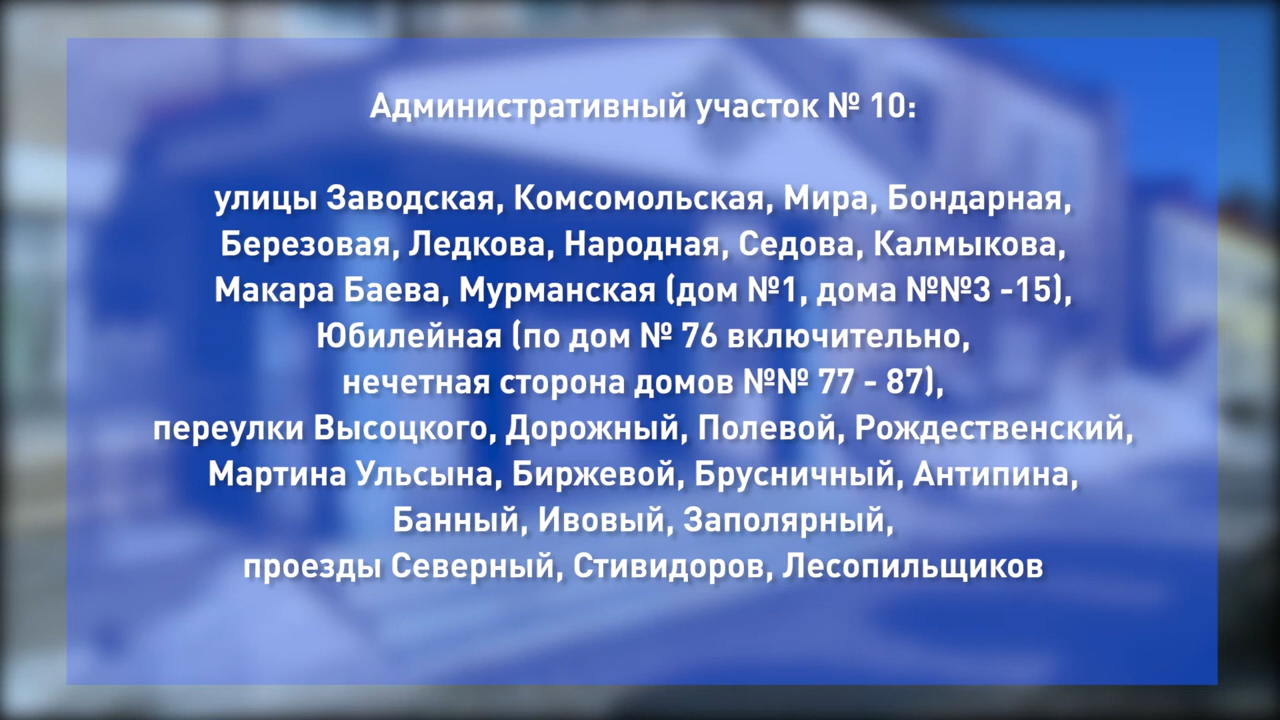 Административный участок № 10:
улицы Заводская, Комсомольская, Мира, Бондарная,
Березовая, Ледкова, Народная, Седова, Калмыкова,
Макара Баева, Мурманская (дом №1, дома №№3 -15),
Юбилейная (по дом № 76 включительно,
нечетная сторона домов №№ 77 - 87),
переулки Высоцкого, Дорожный, Полевой, Рождественский,
Мартина Ульсына, Биржевой, Брусничный, Антипина,
Банный, Ивовый, Заполярный,
проезды Северный, Стивидоров, Лесопильщиков